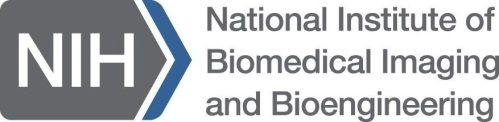 NIH
National Institute of
Biomedical Imaging
and Bioengineering